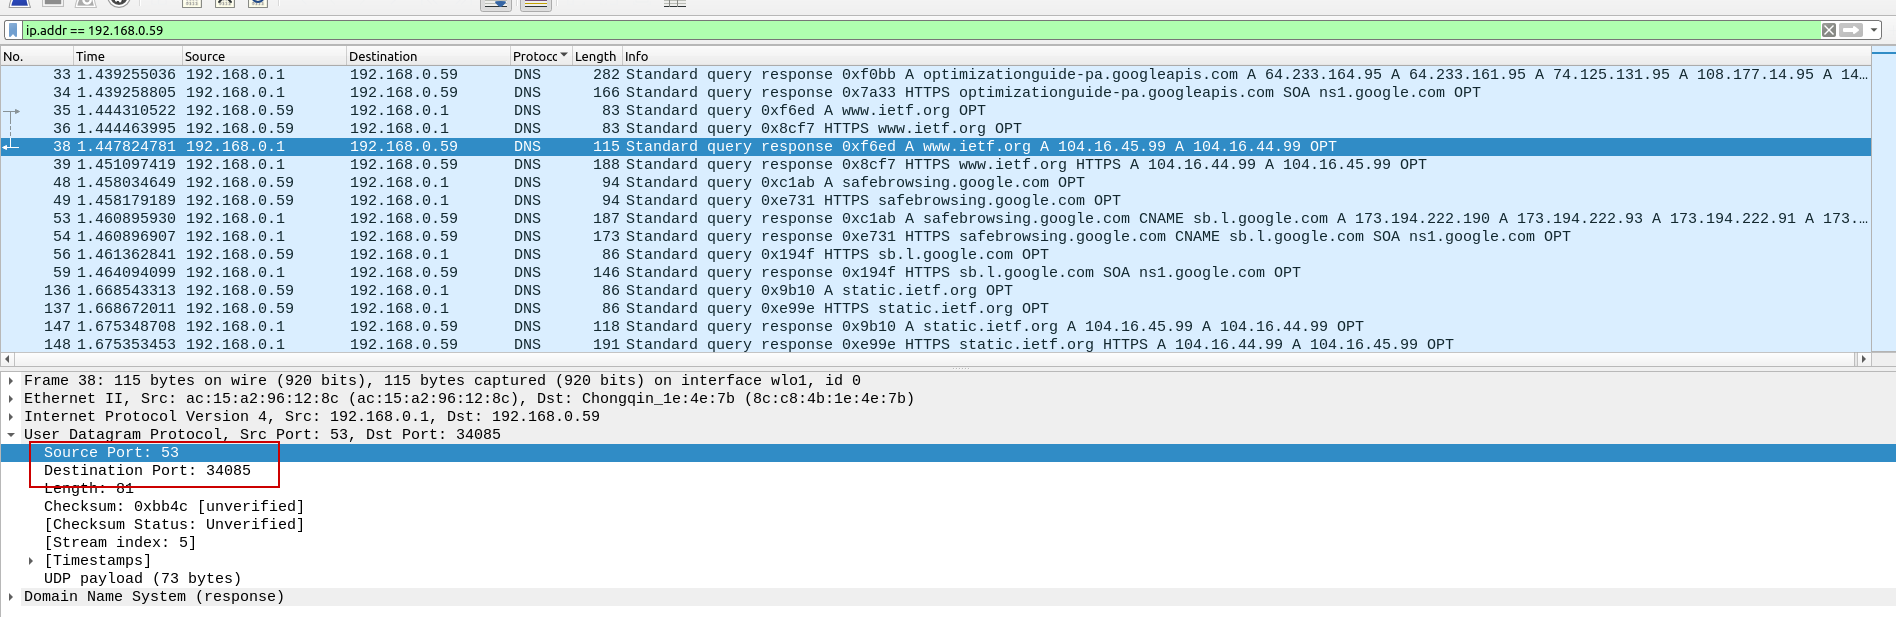 ip.addr == 192.168.0.59
No. Time Source Destination Protocc Length Info
33 1.439255036 192.168.0.1 192.168.0.59 DNS 282 Standard query response 0xf0bb A optimizationguide-pa.googleapis.com A 64.233.164.95 A 64.233.161.95 A 74.125.131.95 A 108.177.14.95 A 14…
34 1.439258805 192.168.0.1 192.168.0.59 DNS 166 Standard query response 0x7a33 HTTPS optimizationguide-pa.googleapis.com SOA ns1.google.com OPT
35 1.444310522 192.168.0.59 192.168.0.1 DNS 83 Standard query 0xf6ed A www.ietf.org OPT
36 1.444463995 192.168.0.59 192.168.0.1 DNS 83 Standard query 0x8cf7 HTTPS www.ietf.org OPT
38 1.447824781 192.168.0.1 192.168.0.59 DNS 115 Standard query response 0xf6ed A www.ietf.org A 104.16.45.99 A 104.16.44.99 OPT
39 1.451097419 192.168.0.1 192.168.0.59 DNS 188 Standard query response 0x8cf7 HTTPS www.ietf.org HTTPS A 104.16.44.99 A 104.16.45.99 OPT
48 1.458034649 192.168.0.59 192.168.0.1 DNS 94 Standard query 0xc1ab A safebrowsing.google.com OPT
49 1.458179189 192.168.0.59 192.168.0.1 DNS 94 Standard query 0xe731 HTTPS safebrowsing.google.com OPT
53 1.460895930 192.168.0.1 192.168.0.59 DNS 187 Standard query response 0xc1ab A safebrowsing.google.com CNAME sb.l.google.com A 173.194.222.190 A 173.194.222.93 A 173.194.222.91 A 173.…
54 1.460896907 192.168.0.1 192.168.0.59 DNS 173 Standard query response 0xe731 HTTPS safebrowsing.google.com CNAME sb.l.google.com SOA ns1.google.com OPT
56 1.461362841 192.168.0.59 192.168.0.1 DNS 86 Standard query 0x194f HTTPS sb.l.google.com OPT
59 1.464094099 192.168.0.1 192.168.0.59 DNS 146 Standard query response 0x194f HTTPS sb.l.google.com SOA ns1.google.com OPT
136 1.668543313 192.168.0.59 192.168.0.1 DNS 86 Standard query 0x9b10 A static.ietf.org OPT
137 1.668672011 192.168.0.59 192.168.0.1 DNS 86 Standard query 0xe99e HTTPS static.ietf.org OPT
147 1.675348708 192.168.0.1 192.168.0.59 DNS 118 Standard query response 0x9b10 A static.ietf.org A 104.16.45.99 A 104.16.44.99 OPT
148 1.675353453 192.168.0.1 192.168.0.59 DNS 191 Standard query response 0xe99e HTTPS static.ietf.org HTTPS A 104.16.44.99 A 104.16.45.99 OPT
Frame 38: 115 bytes on wire (920 bits), 115 bytes captured (920 bits) on interface wlo1, id 0
Ethernet II, Src: ac:15:a2:96:12:8c (ac:15:a2:96:12:8c), Dst: Chongqin_1e:4e:7b (8c:c8:4b:1e:4e:7b)
Internet Protocol Version 4, Src: 192.168.0.1, Dst: 192.168.0.59
User Datagram Protocol, Src Port: 53, Dst Port: 34085
Source Port: 53
Destination Port: 34085
Length: 81
Checksum: 0xbb4c [unverified]
[Checksum Status: Unverified]
[Stream index: 5]
[Timestamps]
UDP payload (73 bytes)
Domain Name System (response)